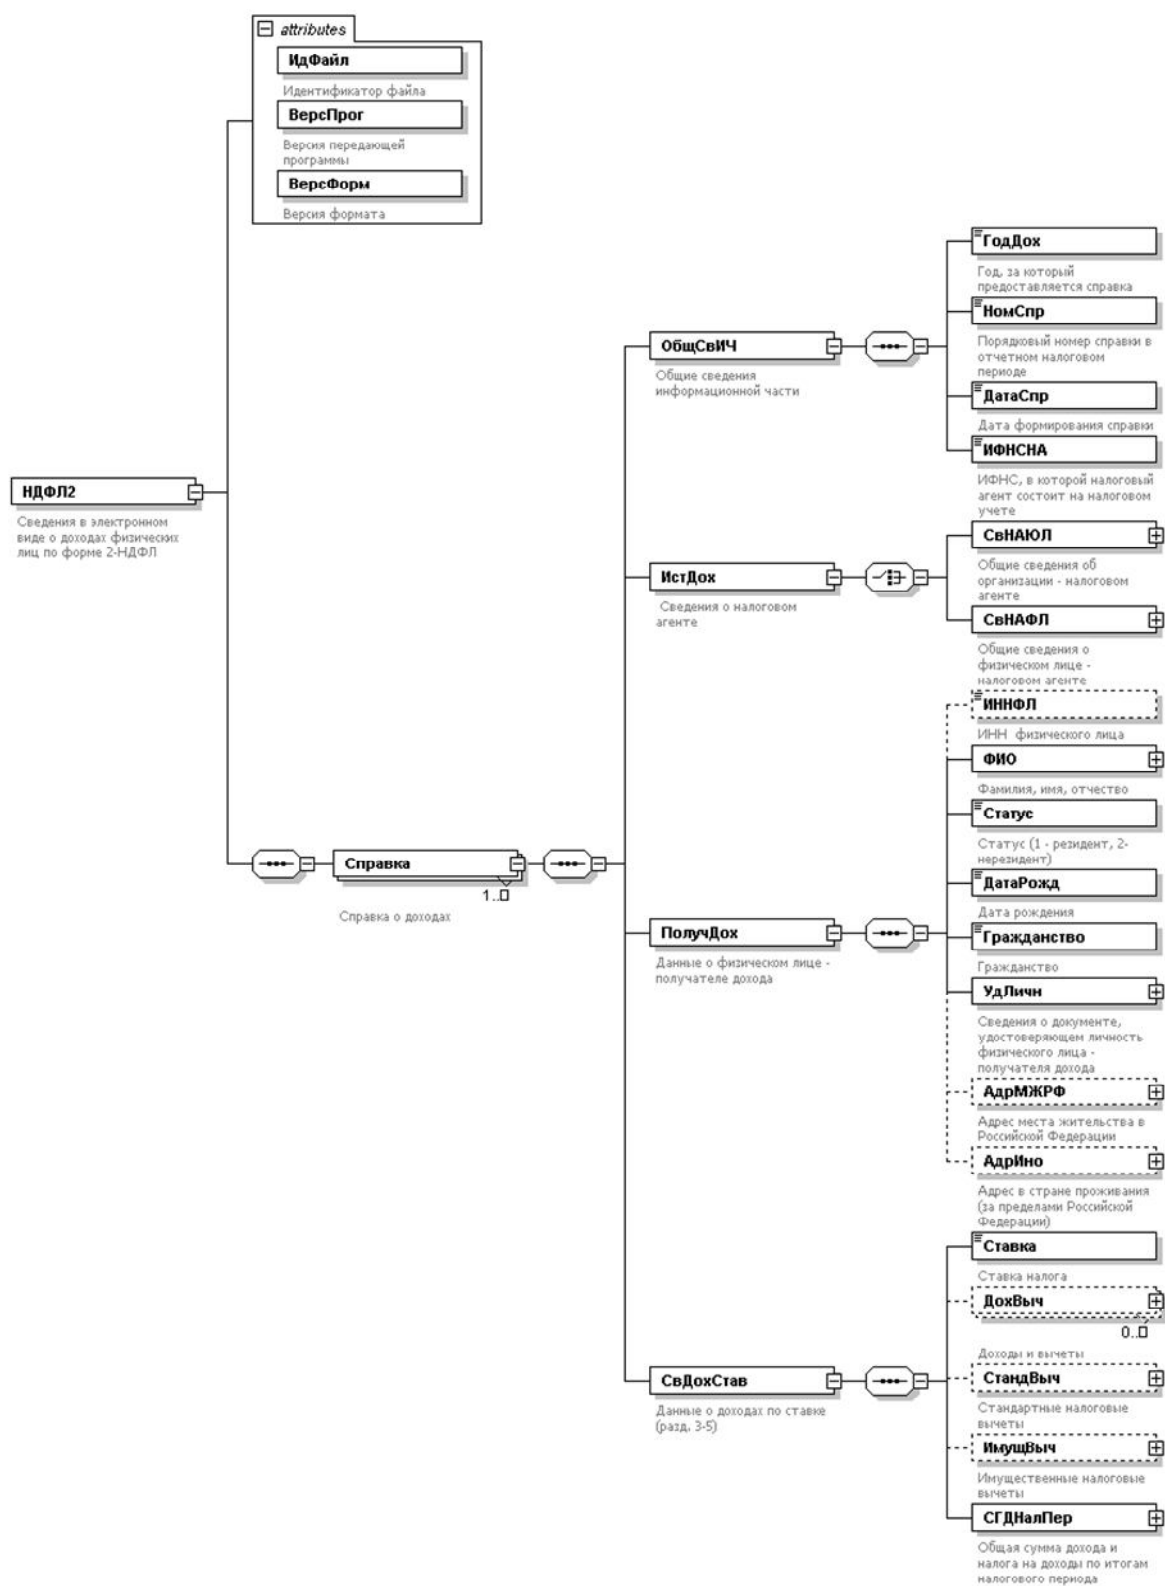 attributes
ИдФайл
Идентификатор файла
ВерсПрог
Версия передающей
программы
ВерсФорм
Версия формата
НДФЛ2
Сведения в электронном
виде о доходах физических
лиц по форме 2-НДФЛ
Справка
1..
Справка о доходах
ОбщСвИЧ
Общие сведения
информационной части
ГодДох
Год, за который
предоставляется справка
НомСпр
Порядковый номер справки в
отчетном налоговом
периоде
ДатаСпр
Дата формирования справки
ИФНСНА
ИФНС, в которой налоговый
агент состоит на налоговом
учете
ИстДох
Сведения о налоговом
агенте
СвНАЮЛ
Общие сведения об
организации - налоговом
агенте
СвНАФЛ
Общие сведения о
физическом лице -
налоговом агенте
ПолучДох
Данные о физическом лице -
получателе дохода
ИННФЛ
ИНН физического лица
ФИО
Фамилия, имя, отчество
Статус
Статус (1 - резидент, 2-
нерезидент)
ДатаРожд
Дата рождения
Гражданство
Гражданство
УдЛичн
Сведения о документе,
удостоверяющем личность
физического лица -
получателя дохода
АдрМЖРФ
Адрес места жительства в
Российской Федерации
АдрИно
Адрес в стране проживания
(за пределами Российской
Федерации)
СвДохСтав
Данные о доходах по ставке
(разд. 3-5)
Ставка
Ставка налога
ДохВыч
0..
Доходы и вычеты
СтандВыч
Стандартные налоговые
вычеты
ИмущВыч
Имущественные налоговые
вычеты
СГДНалПер
Общая сумма дохода и
налога на доходы по итогам
налогового периода